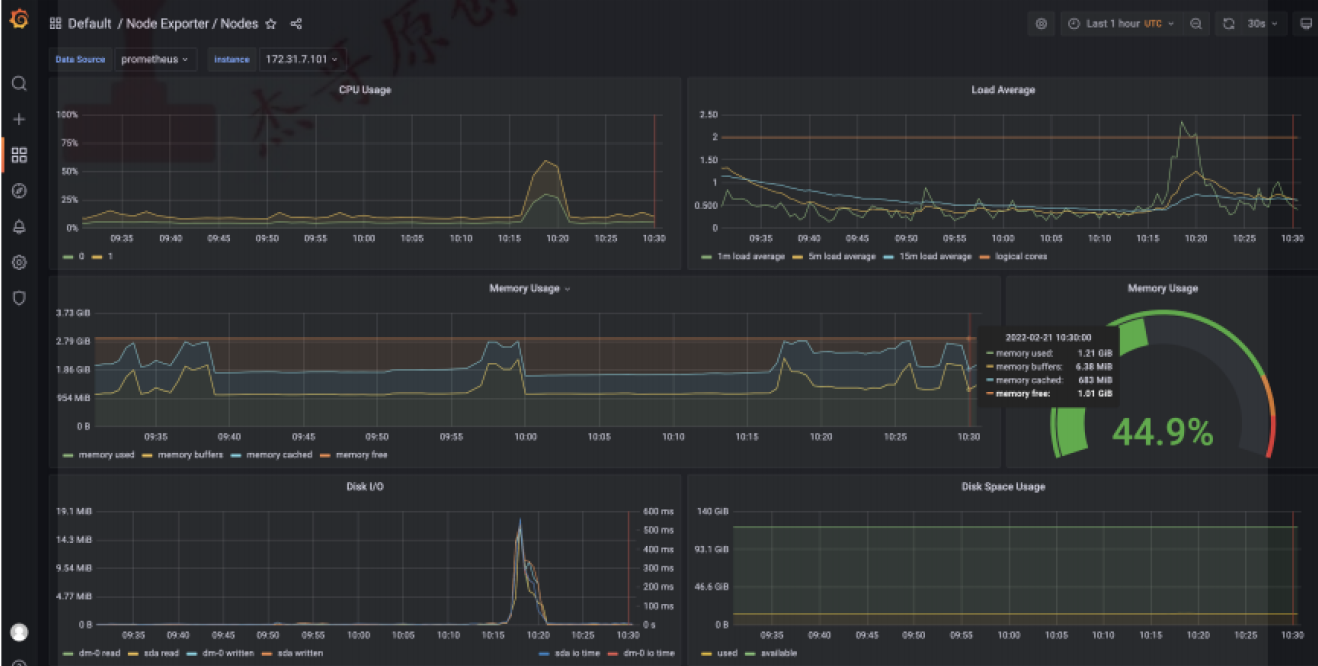 Default / Node Exporter / Nodes
Last 1 hour UTC
30s
Data Source prometheus instance 172.31.7.101
杰哥原创
CPU Usage
100%
75%
50%
25%
0%
09:35 09:40 09:45 09:50 09:55 10:00 10:05 10:10 10:15 10:20 10:25 10:30
0 1
Load Average
2.50
2
1.50
1
0.500
0
09:35 09:40 09:45 09:50 09:55 10:00 10:05 10:10 10:15 10:20 10:25 10:30
1m load average 5m load average 15m load average logical cores
Memory Usage
3.73 GiB
2.79 GiB
1.86 GiB
954 MiB
0 B
09:35 09:40 09:45 09:50 09:55 10:00 10:05 10:10 10:15 10:20 10:25 10:30
memory used memory buffers memory cached memory free
2022-02-21 10:30:00
memory used: 1.21 GiB
memory buffers: 6.38 MiB
memory cached: 683 MiB
memory free: 1.01 GiB
Memory Usage
44.9%
Disk I/O
19.1 MiB
14.3 MiB
9.54 MiB
4.77 MiB
0 B
600 ms
500 ms
400 ms
300 ms
200 ms
100 ms
0 s
09:35 09:40 09:45 09:50 09:55 10:00 10:05 10:10 10:15 10:20 10:25 10:30
dm-0 read sda read dm-0 written sda written sda io time dm-0 io time
Disk Space Usage
140 GiB
93.1 GiB
46.6 GiB
0 B
09:35 09:40 09:45 09:50 09:55 10:00 10:05 10:10 10:15 10:20 10:25 10:30
used available